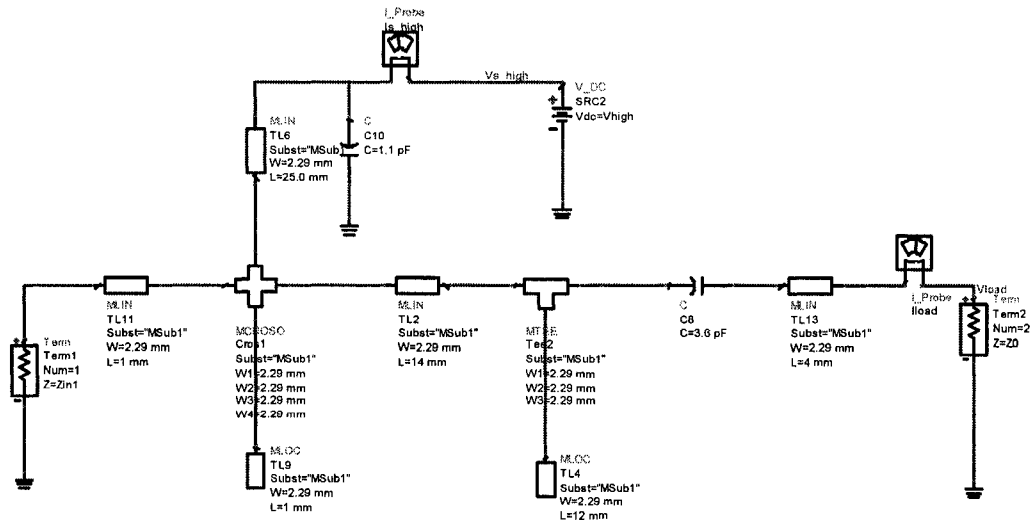 I_Probe
Is_high
Vs_high
V_DC
SRC2
Vdc=Vhigh
MLIN
TL6
Subst="MSub
W=2.29 mm
L=25.0 mm
C
C10
C=1.1 pF
MLIN
TL11
Subst="MSub1"
W=2.29 mm
L=1 mm
MCROSO
Cros1
Subst="MSub1"
W1=2.29 mm
W2=2.29 mm
W3=2.29 mm
W4=2.29 mm
MLIN
TL2
Subst="MSub1"
W=2.29 mm
L=14 mm
MTEE
Tee2
Subst="MSub1"
W1=2.29 mm
W2=2.29 mm
W3=2.29 mm
C
C8
C=3.6 pF
MLIN
TL13
Subst="MSub1"
W=2.29 mm
L=4 mm
I_Probe
Iload
Vload
Term
Term2
Num=2
Z=Z0
Term
Term1
Num=1
Z=Zin1
MLOC
TL9
Subst="MSub1"
W=2.29 mm
L=1 mm
MLOC
TL4
Subst="MSub1"
W=2.29 mm
L=12 mm